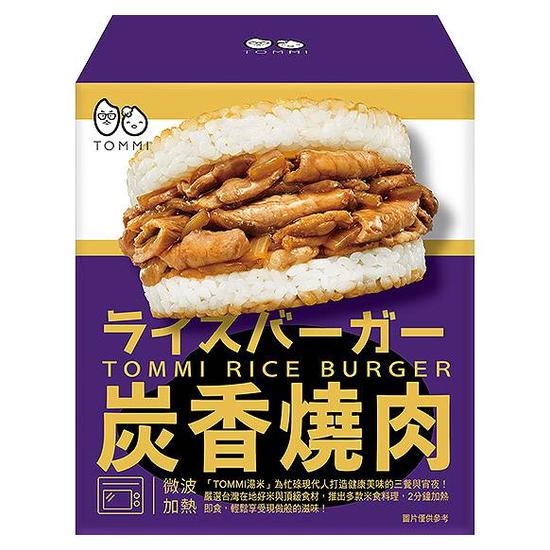 TOMMI
TOMMI
ライスバーガー
TOMMI RICE BURGER
炭香燒肉
微波
加熱
「TOMMI湯米」為忙碌現代人打造健康美味的三餐與宵夜！
嚴選台灣在地好米與頂級食材，推出多款米食料理，2分鐘加熱
即食，輕鬆享受現做般的滋味！
圖片僅供參考